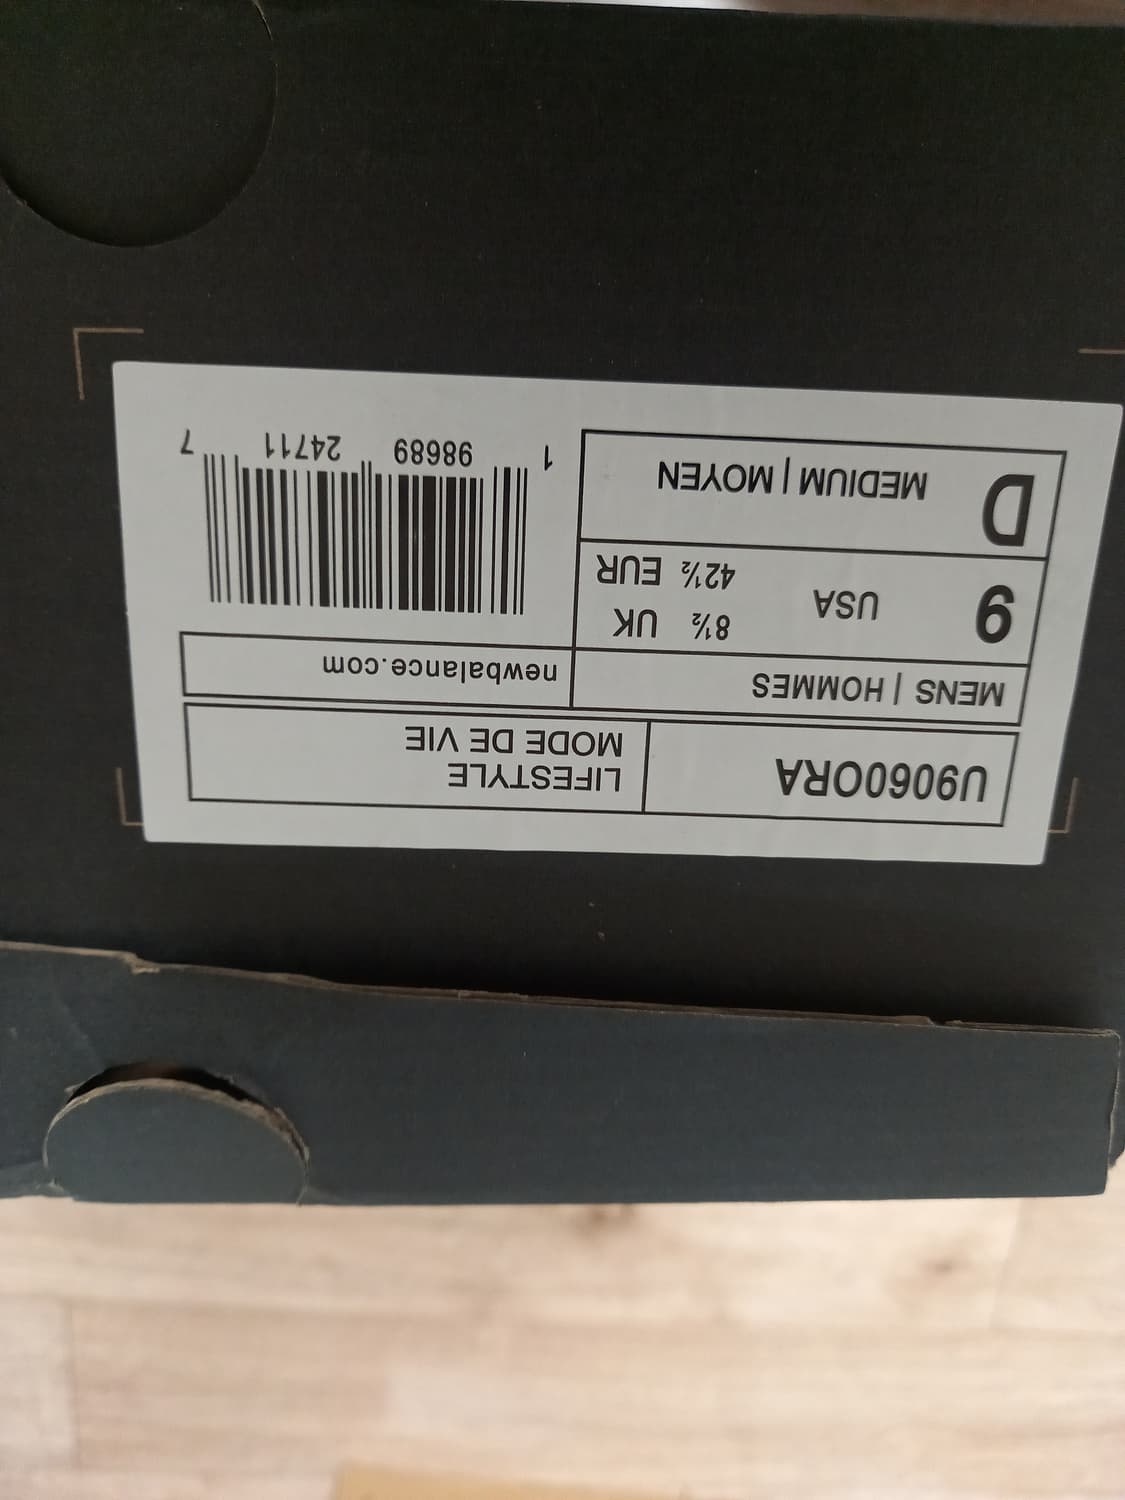 U9060ORA
LIFESTYLE
MODE DE VIE
MENS | HOMMES
newbalance.com
9 USA
8½ UK
42½ EUR
D MEDIUM | MOYEN
1 98689 24711 7